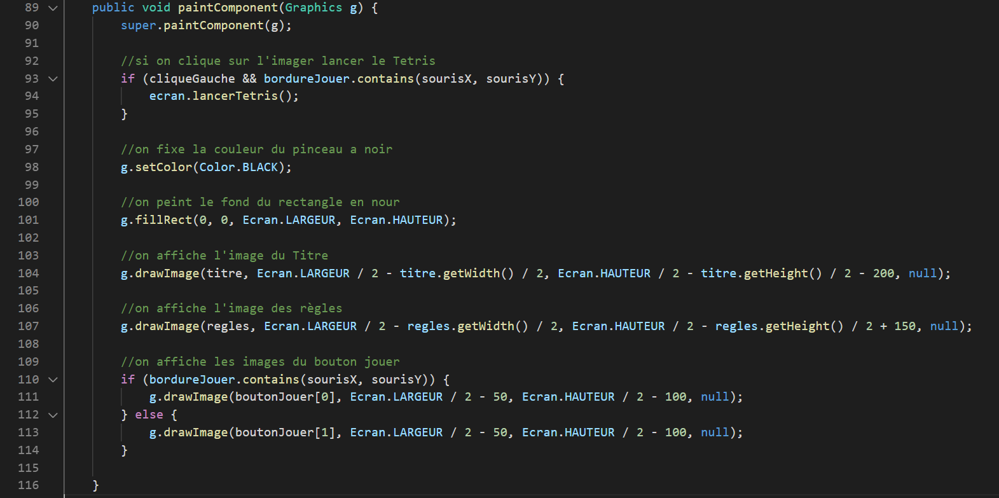 89 public void paintComponent(Graphics g) {
90 super.paintComponent(g);
91
92 //si on clique sur l'imager lancer le Tetris
93 if (cliqueGauche && bordureJouer.contains(sourisX, sourisY)) {
94 ecran.lancerTetris();
95 }
96
97 //on fixe la couleur du pinceau a noir
98 g.setColor(Color.BLACK);
99
100 //on peint le fond du rectangle en nour
101 g.fillRect(0, 0, Ecran.LARGEUR, Ecran.HAUTEUR);
102
103 //on affiche l'image du Titre
104 g.drawImage(titre, Ecran.LARGEUR / 2 - titre.getWidth() / 2, Ecran.HAUTEUR / 2 - titre.getHeight() / 2 - 200, null);
105
106 //on affiche l'image des règles
107 g.drawImage(regles, Ecran.LARGEUR / 2 - regles.getWidth() / 2, Ecran.HAUTEUR / 2 - regles.getHeight() / 2 + 150, null);
108
109 //on affiche les images du bouton jouer
110 if (bordureJouer.contains(sourisX, sourisY)) {
111 g.drawImage(boutonJouer[0], Ecran.LARGEUR / 2 - 50, Ecran.HAUTEUR / 2 - 100, null);
112 } else {
113 g.drawImage(boutonJouer[1], Ecran.LARGEUR / 2 - 50, Ecran.HAUTEUR / 2 - 100, null);
114 }
115
116 }